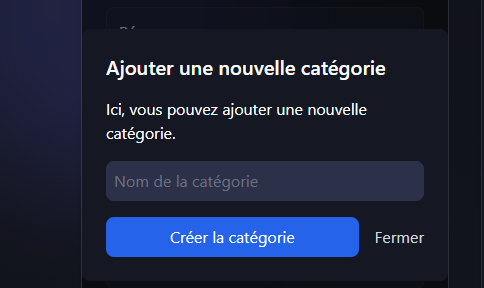 Ajouter une nouvelle catégorie
Ici, vous pouvez ajouter une nouvelle
catégorie.
Nom de la catégorie
Créer la catégorie
Fermer